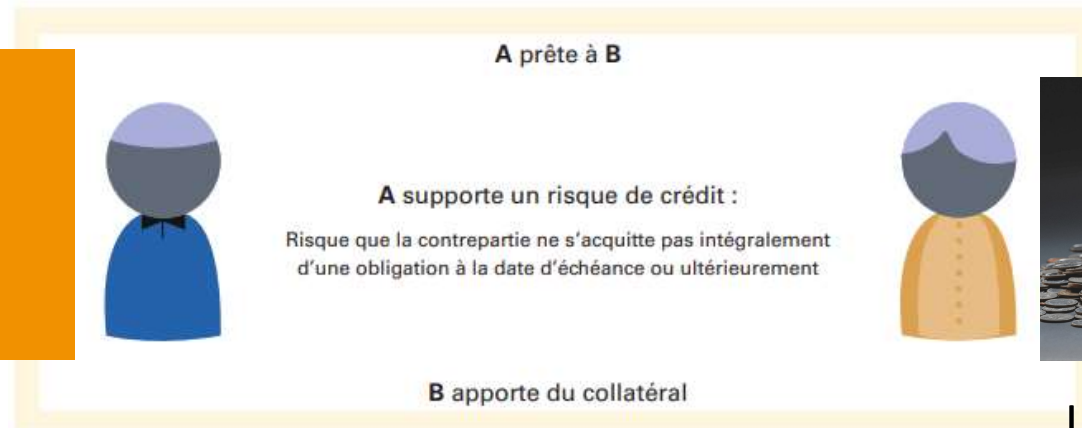 A prête à B
A supporte un risque de crédit :
Risque que la contrepartie ne s'acquitte pas intégralement
d'une obligation à la date d'échéance ou ultérieurement
B apporte du collatéral